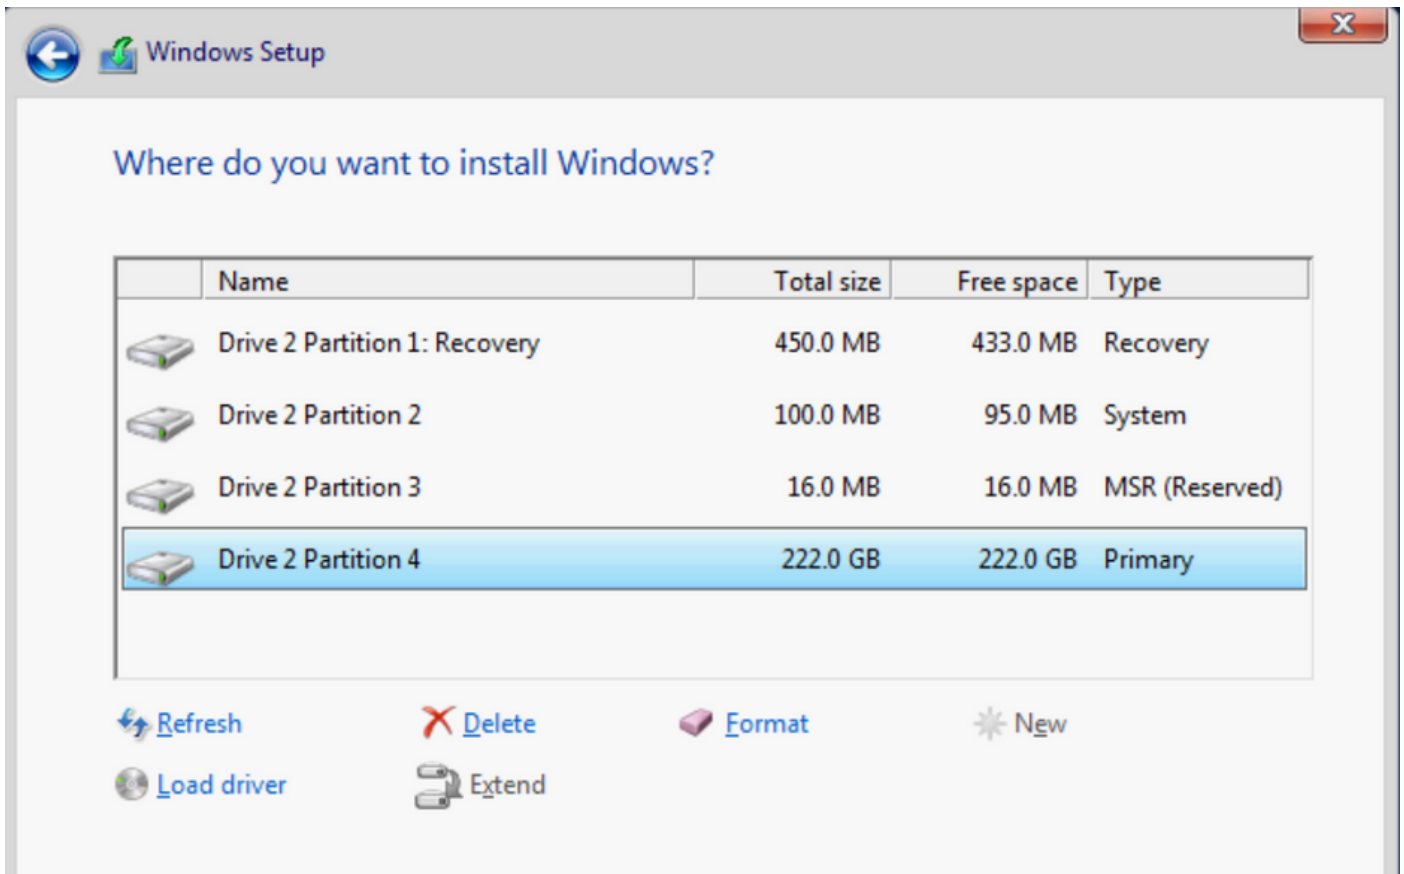 Windows Setup
Where do you want to install Windows?
Name Total size Free space Type
Drive 2 Partition 1: Recovery 450.0 MB 433.0 MB Recovery
Drive 2 Partition 2 100.0 MB 95.0 MB System
Drive 2 Partition 3 16.0 MB 16.0 MB MSR (Reserved)
Drive 2 Partition 4 222.0 GB 222.0 GB Primary
Refresh Delete Format New
Load driver Extend